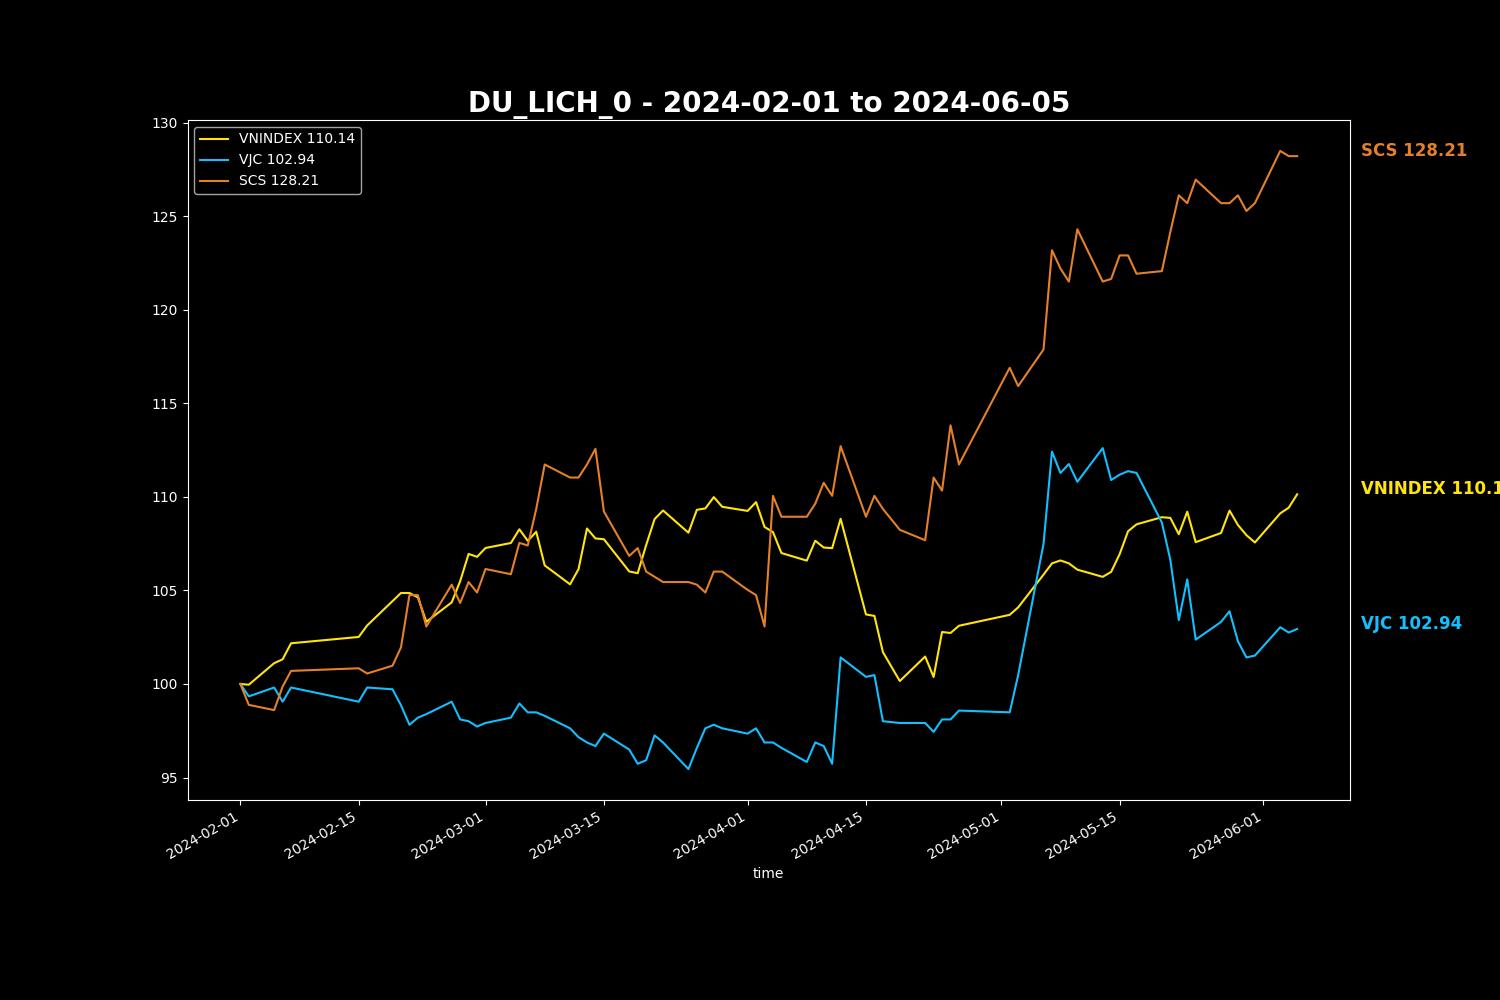 DU_LICH_0 - 2024-02-01 to 2024-06-05
130
125
120
115
110
105
100
95
VNINDEX 110.14
VJC 102.94
SCS 128.21
SCS 128.21
VNINDEX 110.1
VJC 102.94
2024-02-01
2024-02-15
2024-03-01
2024-03-15
2024-04-01
2024-04-15
2024-05-01
2024-05-15
2024-06-01
time